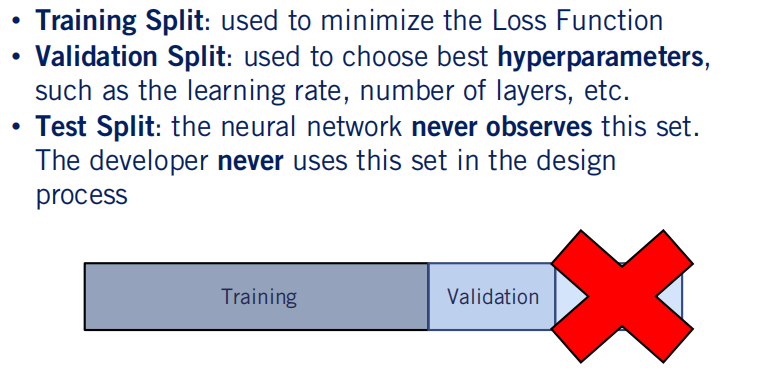 • Training Split: used to minimize the Loss Function
• Validation Split: used to choose best hyperparameters,
such as the learning rate, number of layers, etc.
• Test Split: the neural network never observes this set.
The developer never uses this set in the design
process
Training
Validation